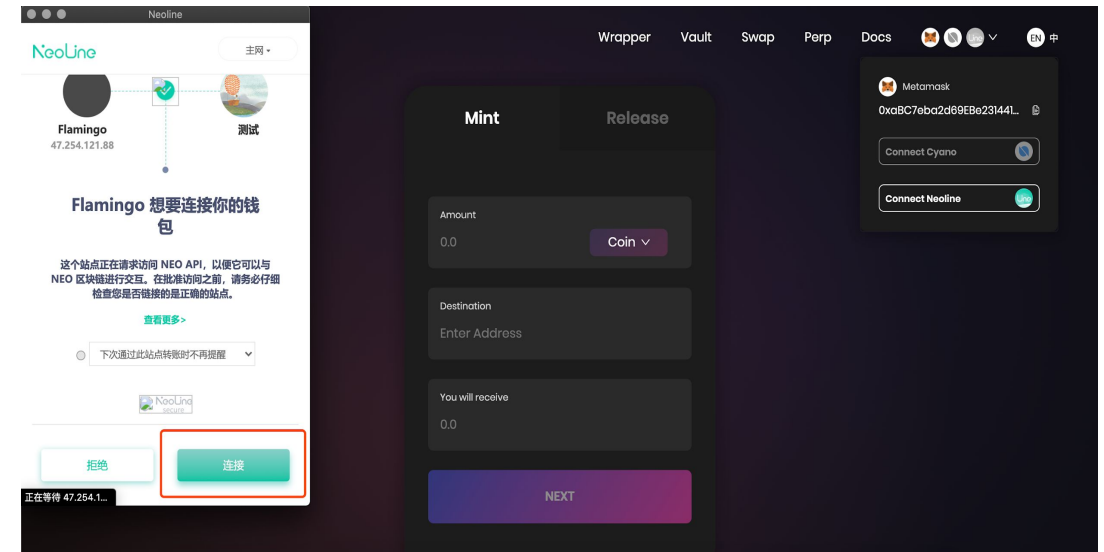 Neoline
NeoLine
主网
Flamingo
47.254.121.88
测试
Flamingo 想要连接你的钱
包
这个站点正在请求访问 NEO API，以便它可以与
NEO 区块链进行交互。在批准访问之前，请务必仔细
检查您是否链接的是正确的站点。
查看更多>
下次通过此站点转账时不再提醒
NeoLine
secure
拒绝
连接
正在等待 47.254.1...
Wrapper
Vault
Swap
Perp
Docs
Line
EN
中
Metamask
0xaBC7eba2d69EBe231441...
Connect Cyano
Connect Neoline
Line
Mint
Release
Amount
0.0
Coin
Destination
Enter Address
You will receive
0.0
NEXT